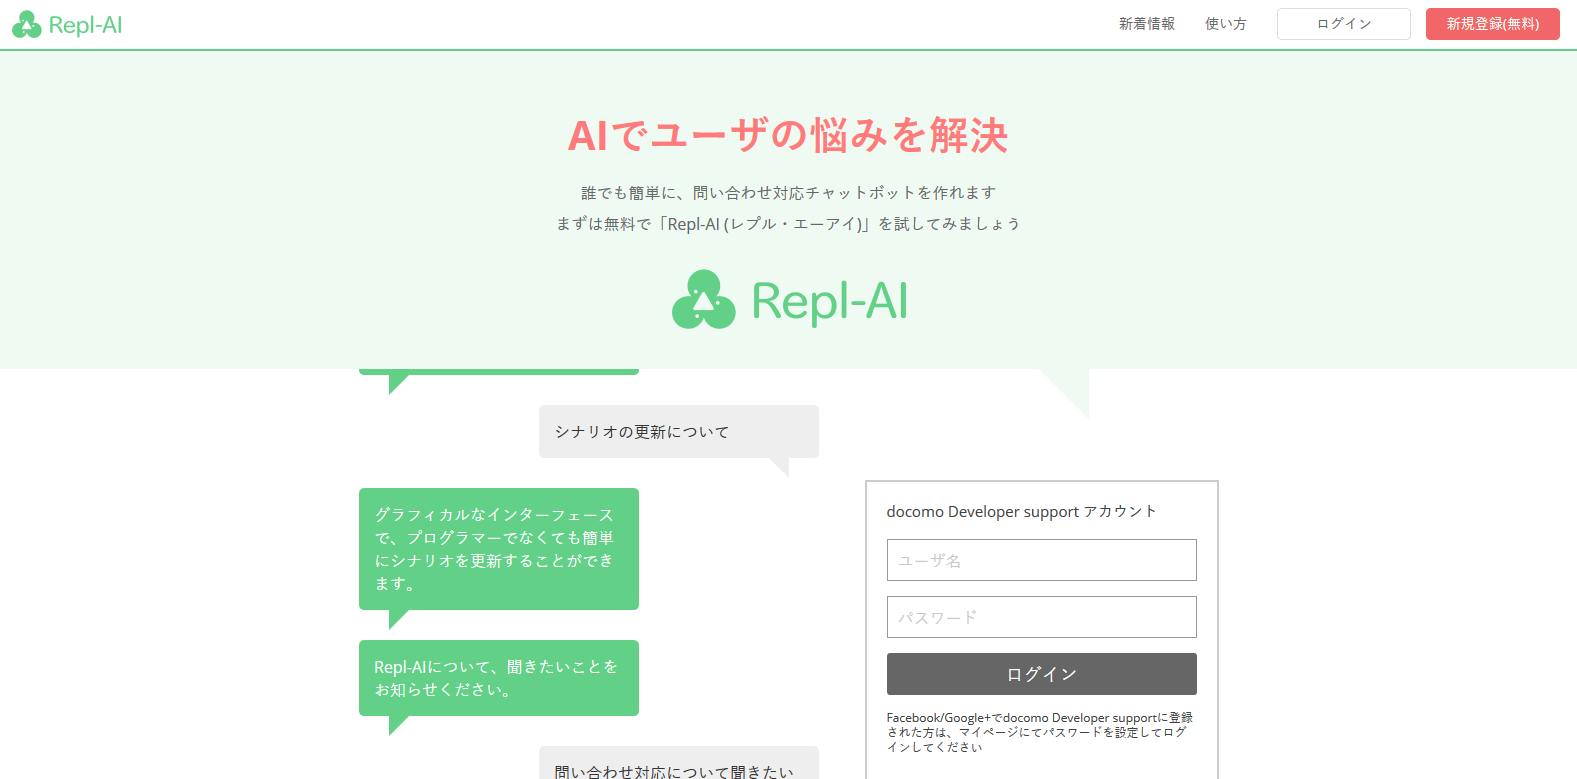 Repl-AI
新着情報
使い方
ログイン
新規登録(無料)
AIでユーザの悩みを解決
誰でも簡単に、問い合わせ対応チャットボットを作れます
まずは無料で「Repl-AI (レプル・エーアイ)」を試してみましょう
Repl-AI
シナリオの更新について
グラフィカルなインターフェース
で、プログラマーでなくても簡単
にシナリオを更新することができ
ます。
Repl-AIについて、聞きたいことを
お知らせください。
問い合わせ対応について聞きたい
docomo Developer support アカウント
ユーザ名
パスワード
ログイン
Facebook/Google+でdocomo Developer supportに登録
された方は、マイページにてパスワードを設定してログ
インしてください